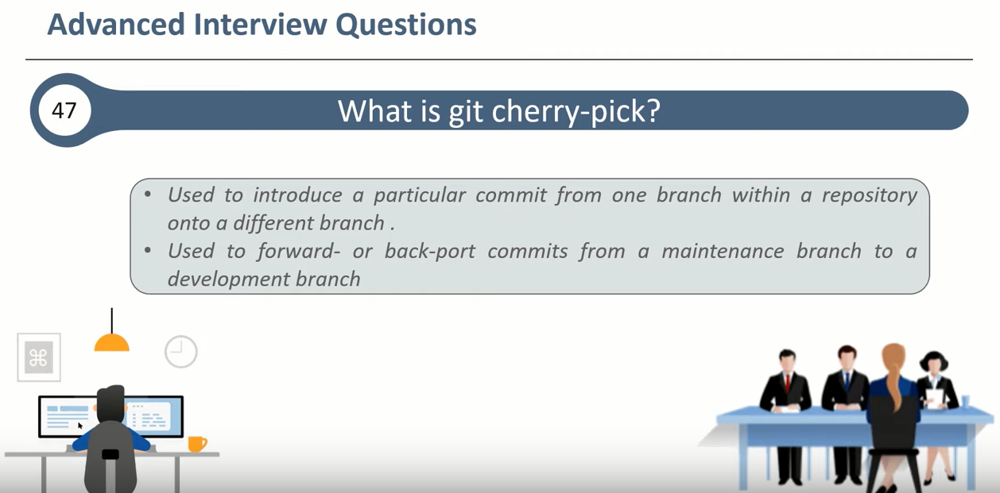 Advanced Interview Questions
47
What is git cherry-pick?
• Used to introduce a particular commit from one branch within a repository
onto a different branch .
• Used to forward- or back-port commits from a maintenance branch to a
development branch
⌘